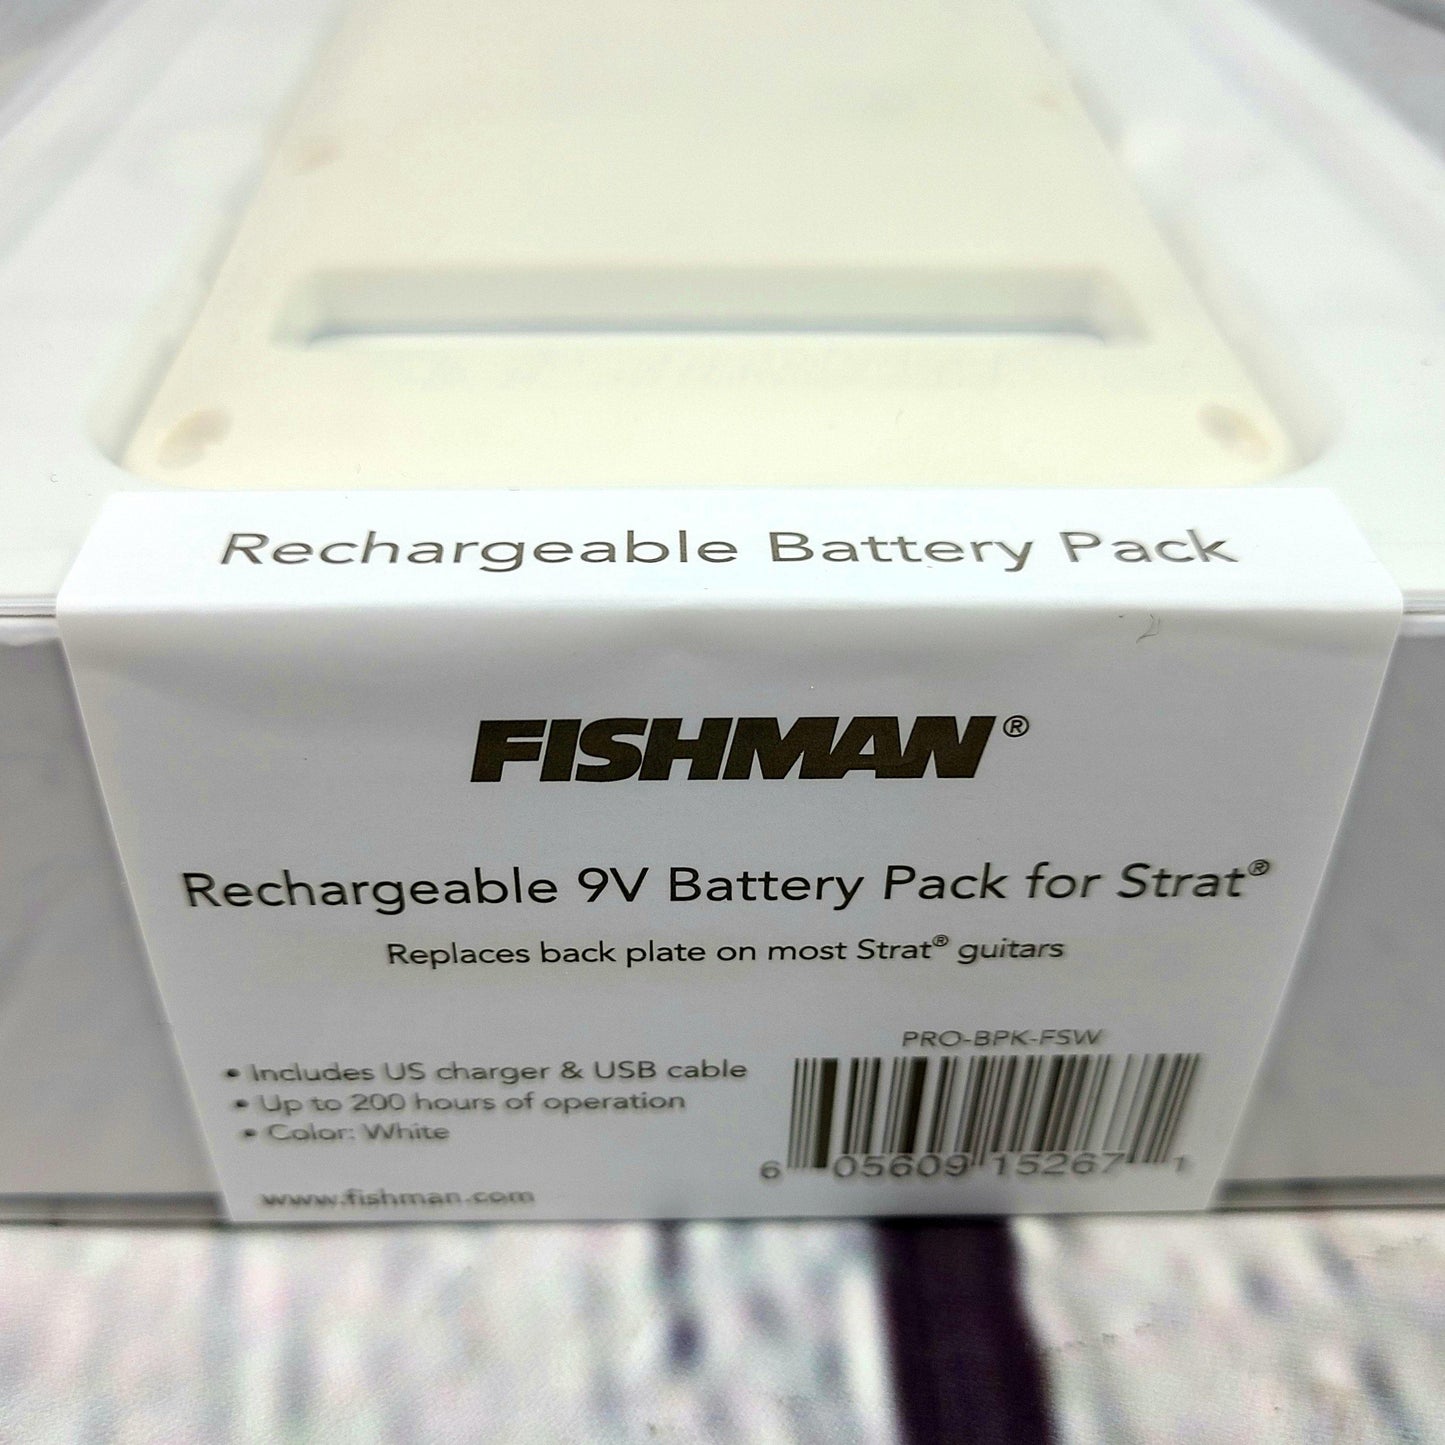 Rechargeable Battery Pack
FISHMAN®
Rechargeable 9V Battery Pack for Strat®
Replaces back plate on most Strat® guitars
PRO-BPK-FSW
• Includes US charger & USB cable
• Up to 200 hours of operation
• Color: White
6 05609 15267 1
www.fishman.com